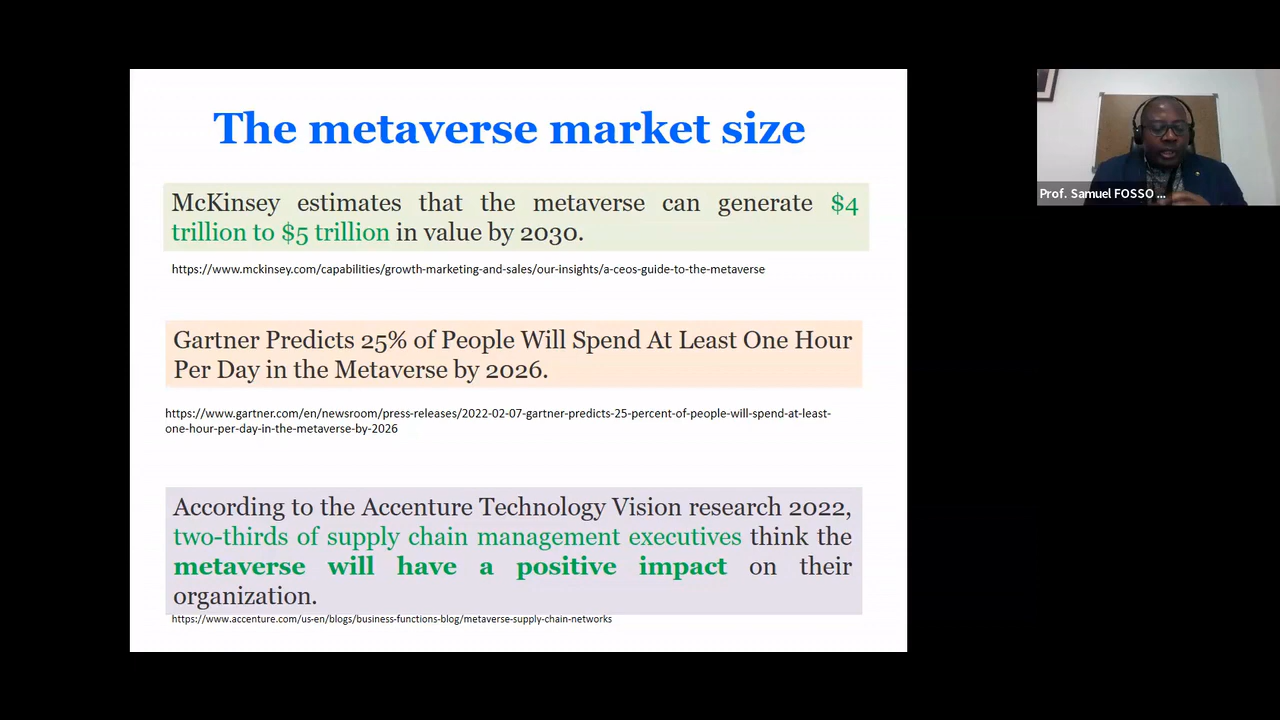 The metaverse market size
McKinsey estimates that the metaverse can generate $4
trillion to $5 trillion in value by 2030.
https://www.mckinsey.com/capabilities/growth-marketing-and-sales/our-insights/a-ceos-guide-to-the-metaverse
Gartner Predicts 25% of People Will Spend At Least One Hour
Per Day in the Metaverse by 2026.
https://www.gartner.com/en/newsroom/press-releases/2022-02-07-gartner-predicts-25-percent-of-people-will-spend-at-least-
one-hour-per-day-in-the-metaverse-by-2026
According to the Accenture Technology Vision research 2022,
two-thirds of supply chain management executives think the
metaverse will have a positive impact on their
organization.
https://www.accenture.com/us-en/blogs/business-functions-blog/metaverse-supply-chain-networks
Prof. Samuel FOSSO ...